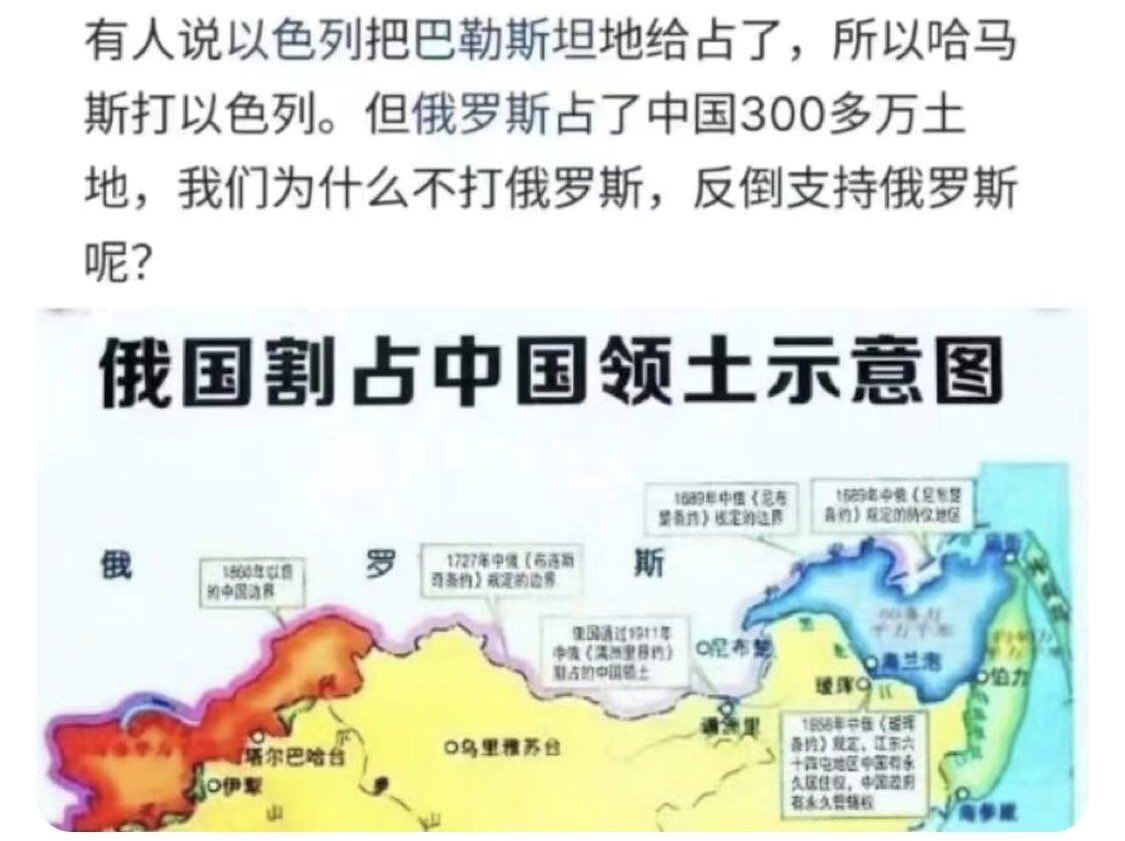 有人说以色列把巴勒斯坦地给占了，所以哈马
斯打以色列。但俄罗斯占了中国300多万土
地，我们为什么不打俄罗斯，反倒支持俄罗斯
呢？
俄国割占中国领土示意图
1689年中俄《尼布
楚条约》规定的边界
1689年中俄《尼布楚
条约》规定的待议地区
俄
罗
斯
1860年以前
的中国边界
1727年中俄《布连斯
奇条约》规定的边界
俄国通过1911年
中俄《满洲里界约》
割占的中国领土
尼布楚
海兰泡
瑷珲
伯力
满洲里
乌里雅苏台
塔尔巴哈台
伊犁
山
山
1858年中俄《瑷珲
条约》规定，江东六
十四屯地区中国有永
久居住权，中国政府
有永久管辖权
海参崴